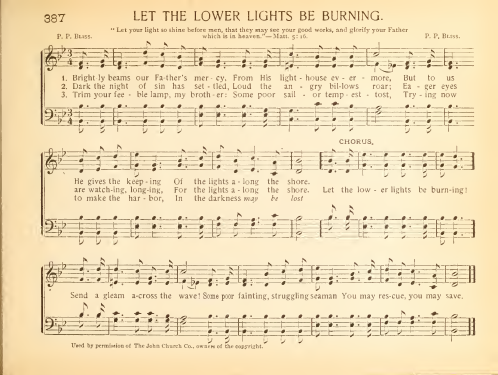 387
LET THE LOWER LIGHTS BE BURNING.
"Let your light so shine before men, that they may see your good works, and glorify your Father
P. P. BLISS. which is in heaven."—Matt. 5: 16. P. P. BLISS.
1. Bright ly beams our Fa-ther's mer - cy, From His light - house ev - er - more, But to us
2. Dark the night of sin has set - tled, Loud the an - gry bil-lows roar; Ea - ger eyes
3. Trim your fee - ble lamp, my broth - er: Some poor sail - or temp - est - tost, Try - ing now
CHORUS,
He gives the keep - ing Of the lights a - long the shore.
are watch-ing, long-ing, For the lights a - long the shore. Let the low - er lights be burn-ing!
to make the har - bor, In the darkness may be lost
Send a gleam a-cross the wave! Some poor fainting, struggling seaman You may res-cue, you may save.
Used by permission of The John Church Co., owners of the copyright.